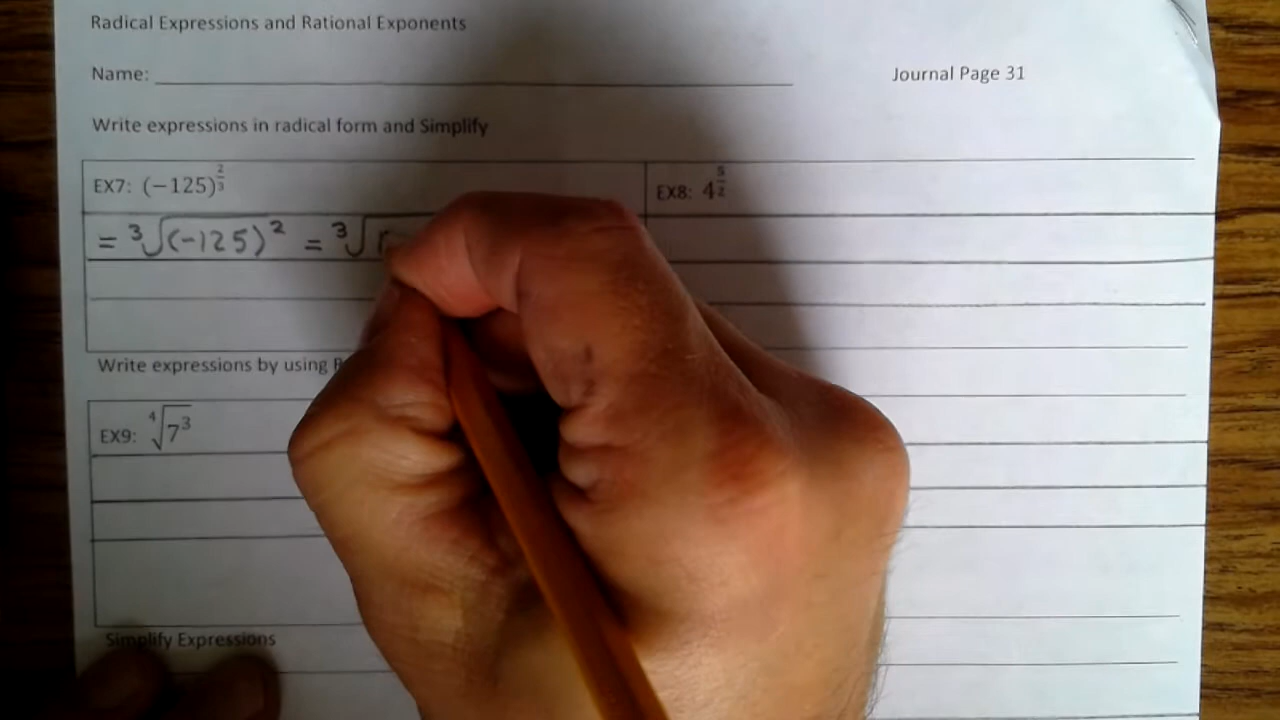 Radical Expressions and Rational Exponents
Name: Journal Page 31
Write expressions in radical form and Simplify
EX7: (−125)^{2/3} EX8: 4^{5/2}
= ∛(-125)² = ∛
Write expressions by using
EX9: ∜7³
Simplify Expressions